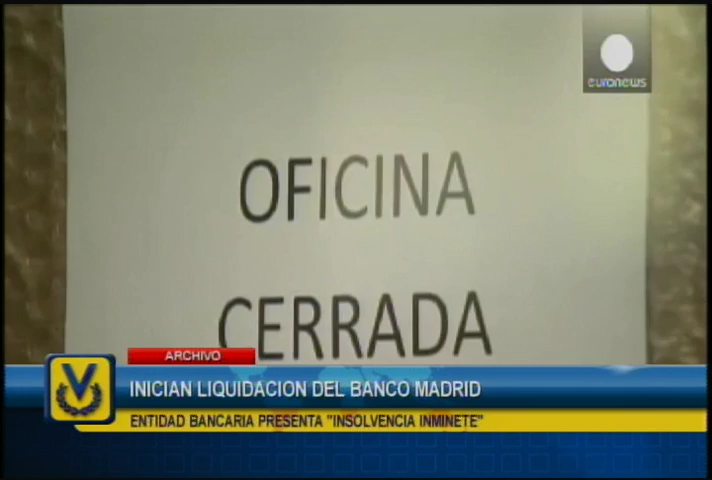 euronews
OFICINA
CERRADA
ARCHIVO
INICIAN LIQUIDACION DEL BANCO MADRID
ENTIDAD BANCARIA PRESENTA "INSOLVENCIA INMINETE"